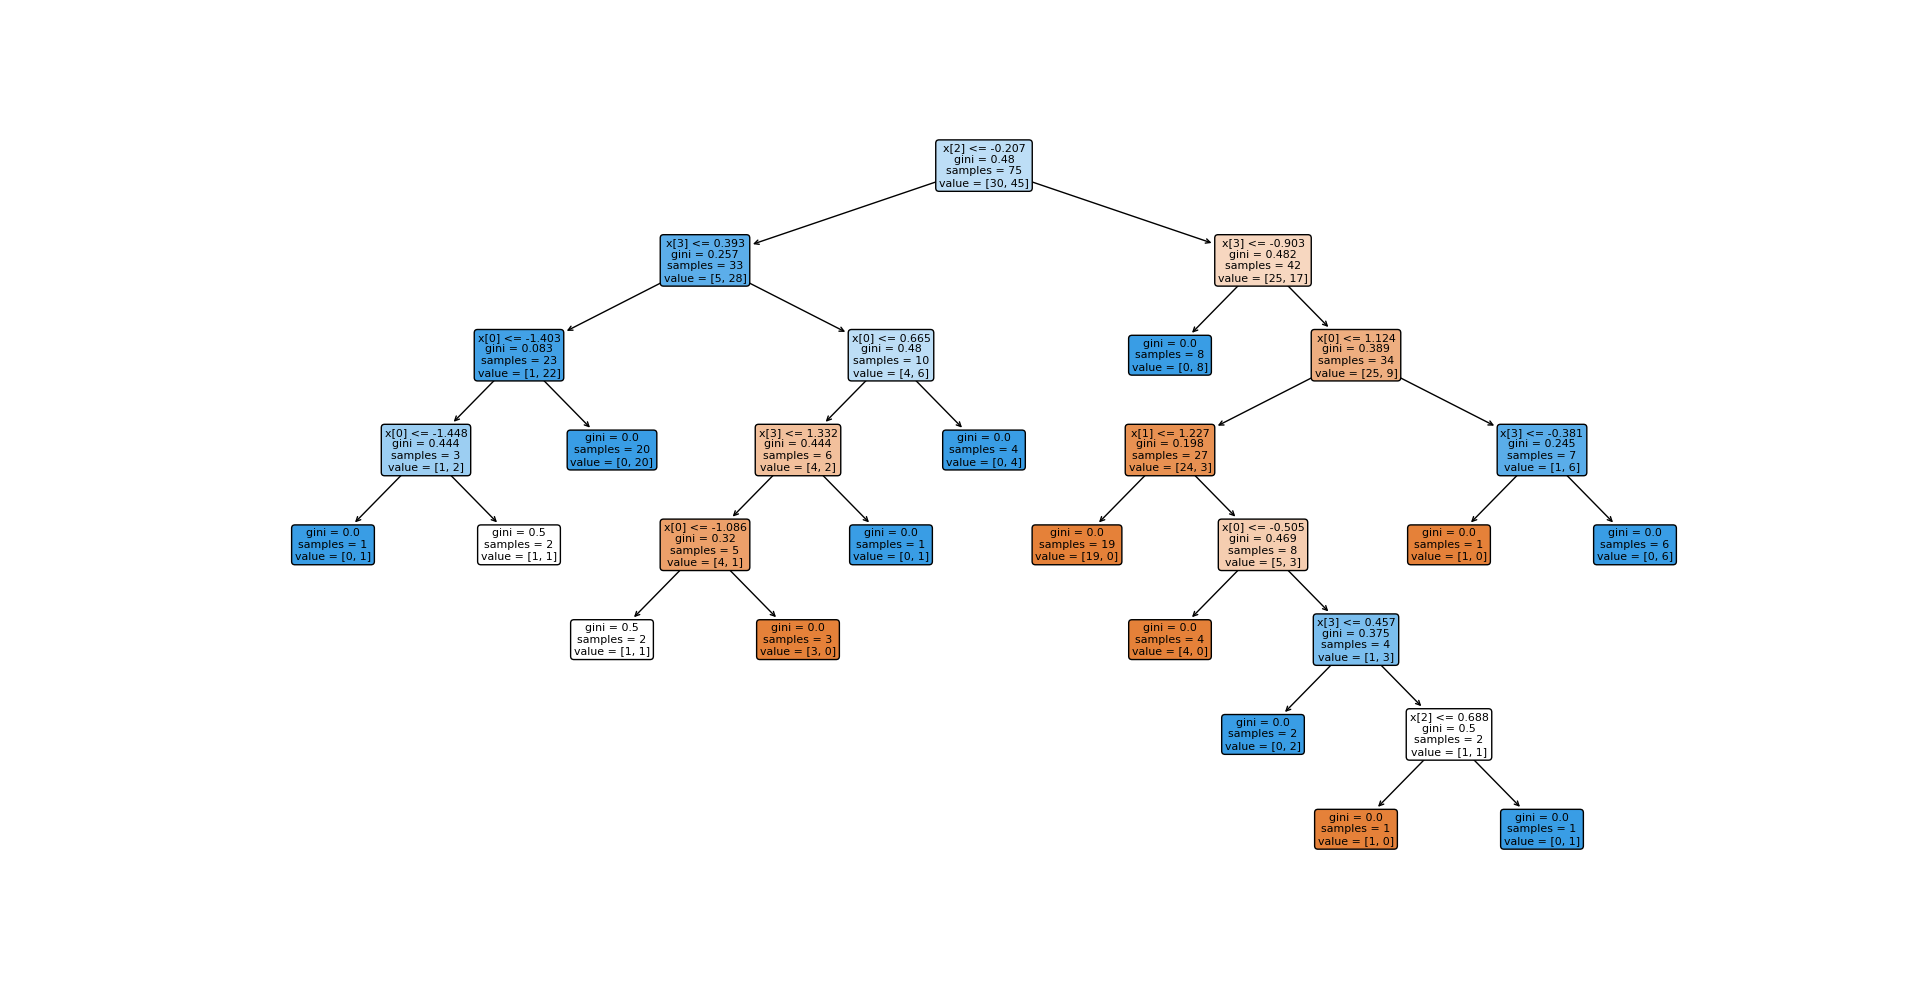 x[2] <= -0.207
gini = 0.48
samples = 75
value = [30, 45]
x[3] <= 0.393
gini = 0.257
samples = 33
value = [5, 28]
x[3] <= -0.903
gini = 0.482
samples = 42
value = [25, 17]
x[0] <= -1.403
gini = 0.083
samples = 23
value = [1, 22]
x[0] <= 0.665
gini = 0.48
samples = 10
value = [4, 6]
gini = 0.0
samples = 8
value = [0, 8]
x[0] <= 1.124
gini = 0.389
samples = 34
value = [25, 9]
x[0] <= -1.448
gini = 0.444
samples = 3
value = [1, 2]
gini = 0.0
samples = 20
value = [0, 20]
x[3] <= 1.332
gini = 0.444
samples = 6
value = [4, 2]
gini = 0.0
samples = 4
value = [0, 4]
x[1] <= 1.227
gini = 0.198
samples = 27
value = [24, 3]
x[3] <= -0.381
gini = 0.245
samples = 7
value = [1, 6]
gini = 0.0
samples = 1
value = [0, 1]
gini = 0.5
samples = 2
value = [1, 1]
x[0] <= -1.086
gini = 0.32
samples = 5
value = [4, 1]
gini = 0.0
samples = 1
value = [0, 1]
gini = 0.0
samples = 19
value = [19, 0]
x[0] <= -0.505
gini = 0.469
samples = 8
value = [5, 3]
gini = 0.0
samples = 1
value = [1, 0]
gini = 0.0
samples = 6
value = [0, 6]
gini = 0.5
samples = 2
value = [1, 1]
gini = 0.0
samples = 3
value = [3, 0]
gini = 0.0
samples = 4
value = [4, 0]
x[3] <= 0.457
gini = 0.375
samples = 4
value = [1, 3]
gini = 0.0
samples = 2
value = [0, 2]
x[2] <= 0.688
gini = 0.5
samples = 2
value = [1, 1]
gini = 0.0
samples = 1
value = [1, 0]
gini = 0.0
samples = 1
value = [0, 1]